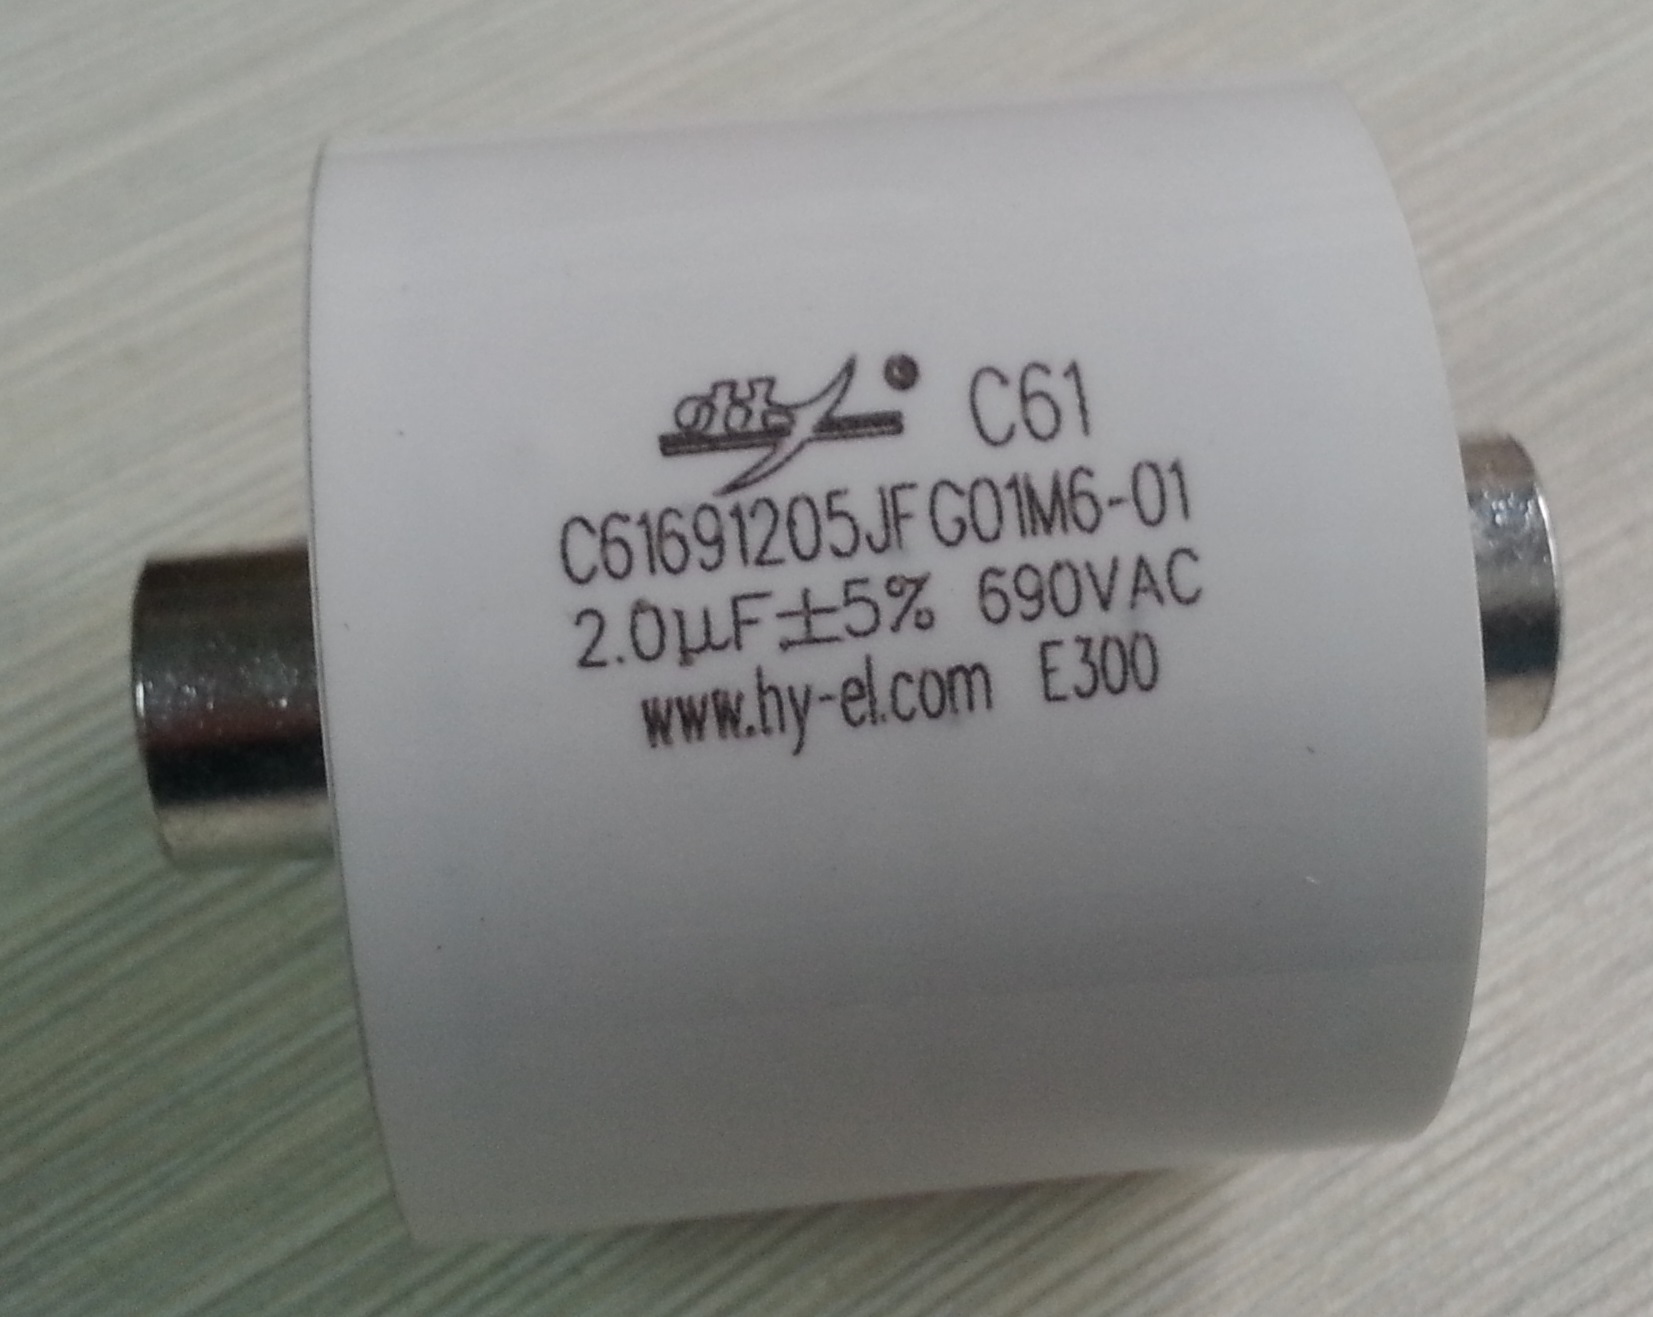 C61
C61691205JFG01M6-01
2.0µF±5% 690VAC
www.hy-el.com E300